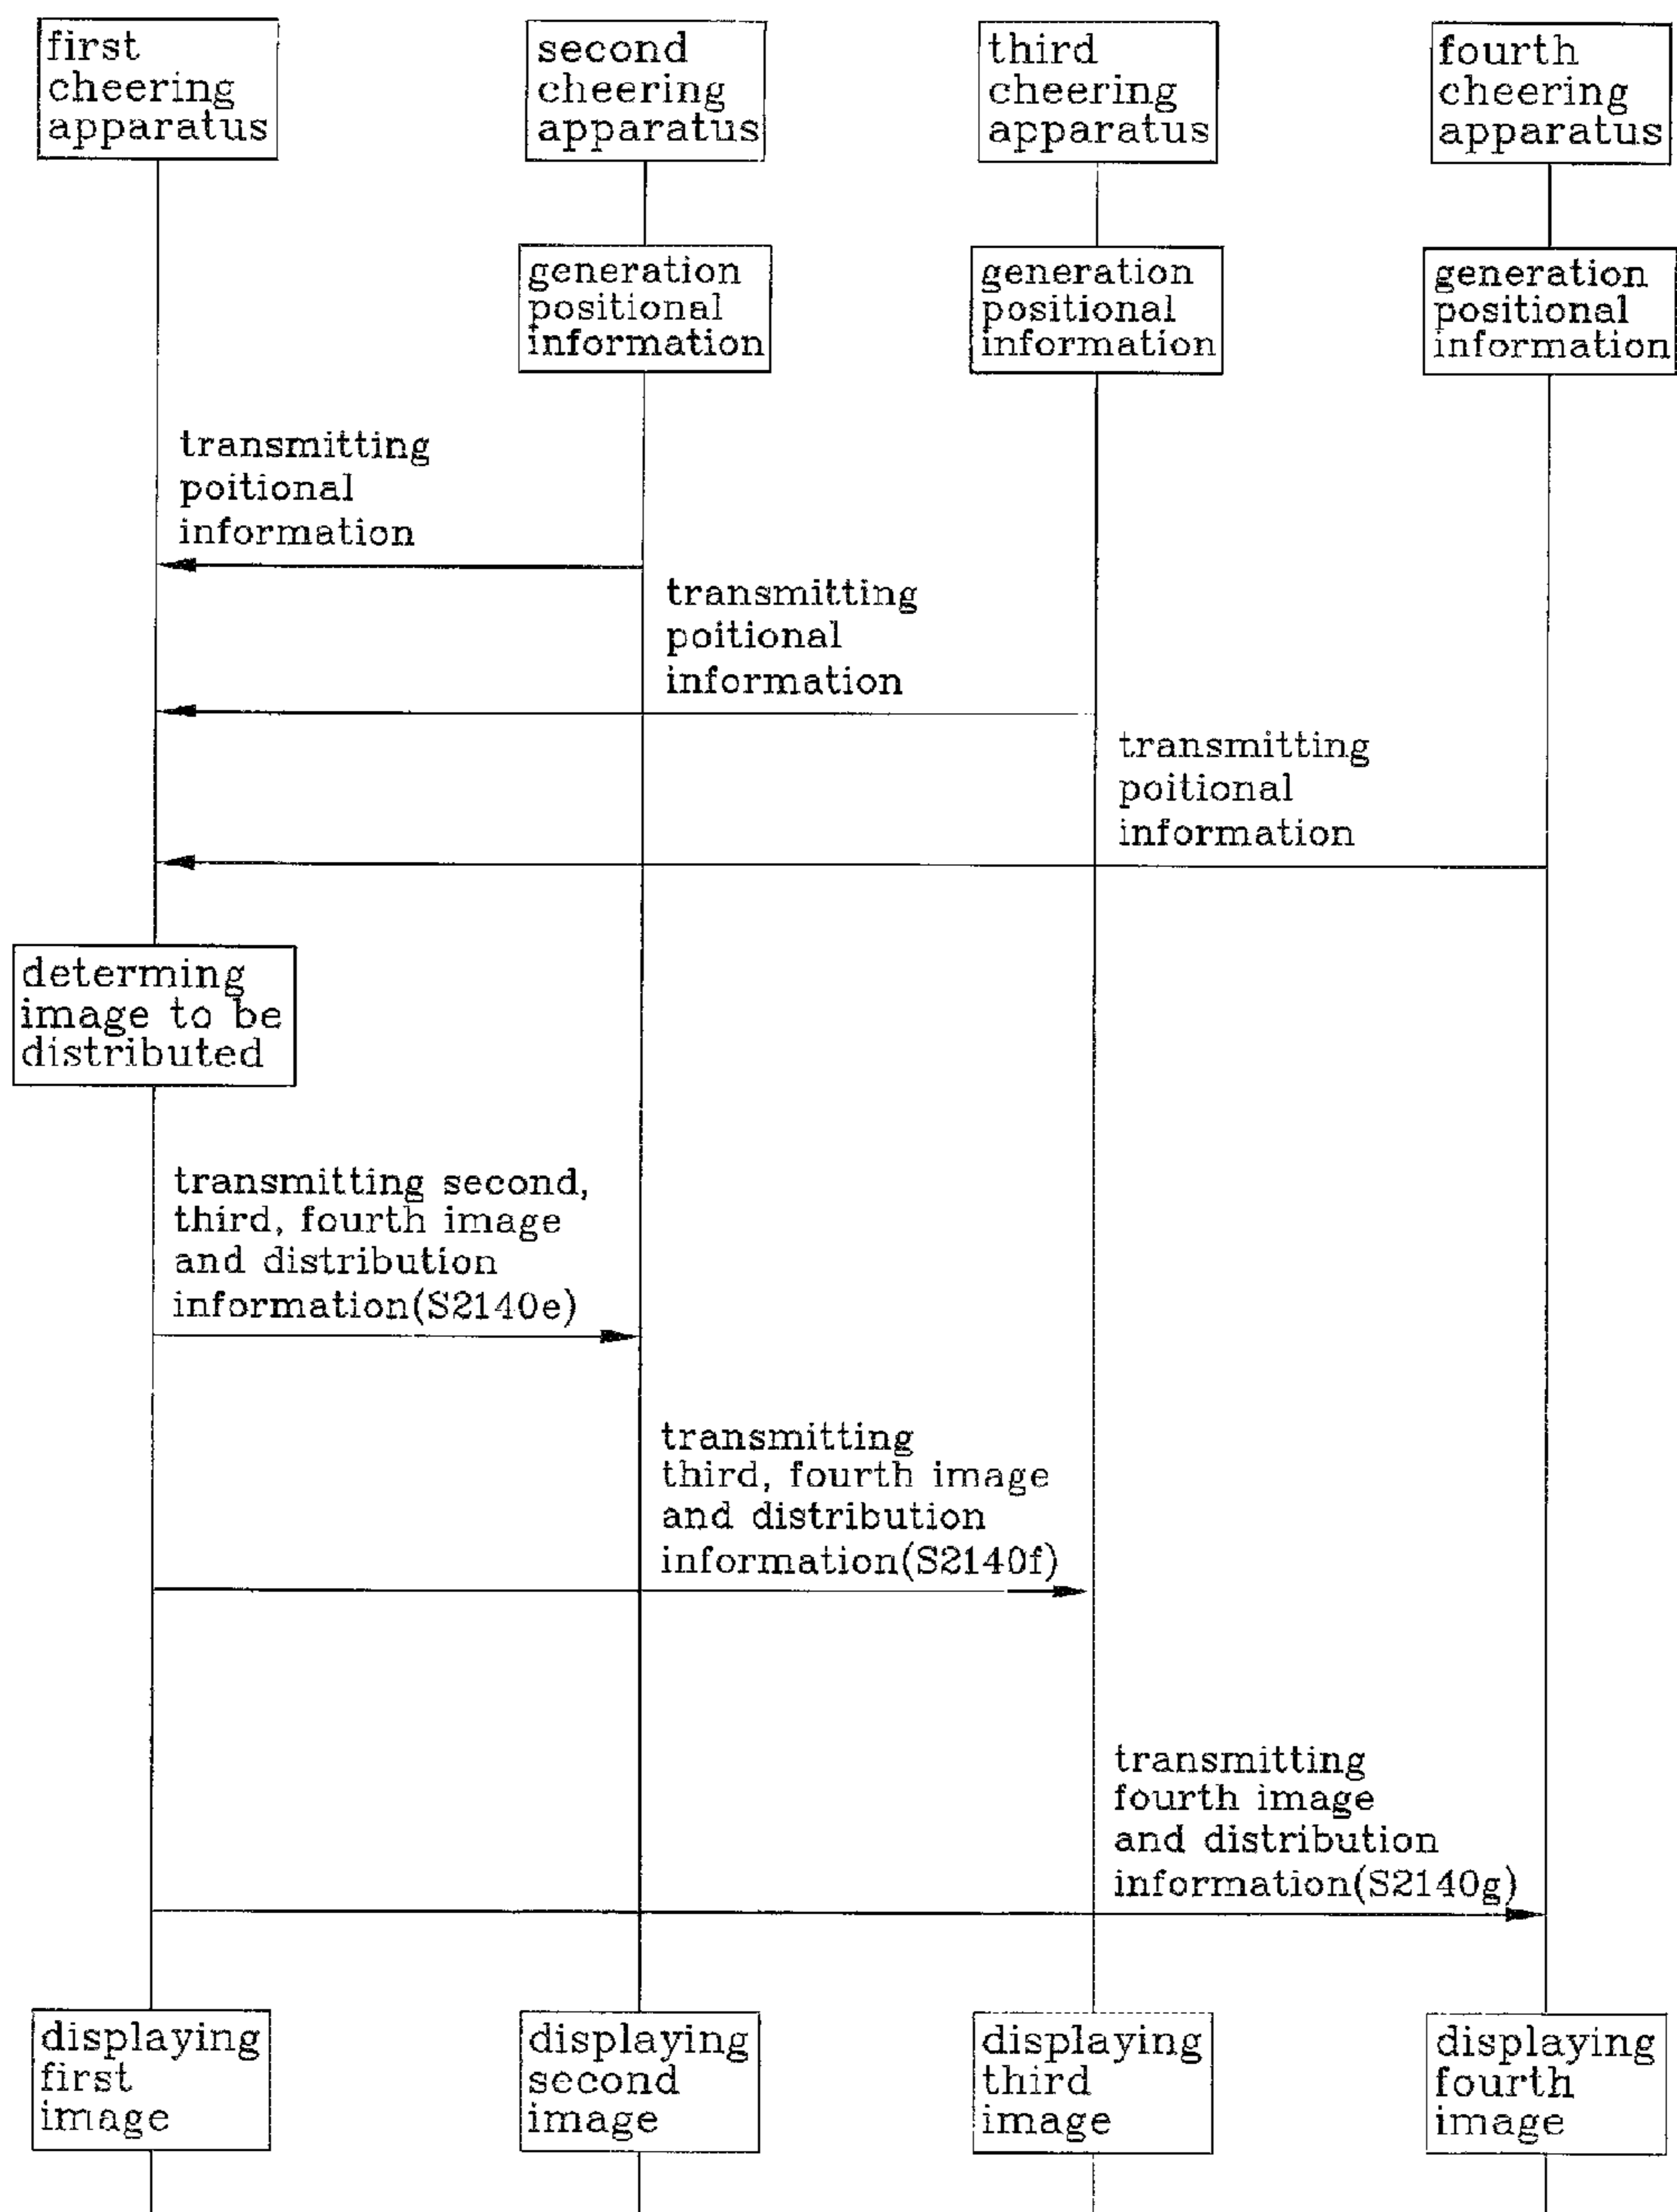 first
cheering
apparatus
second
cheering
apparatus
third
cheering
apparatus
fourth
cheering
apparatus
generation
positional
information
generation
positional
information
generation
positional
information
transmitting
poitional
information
transmitting
poitional
information
transmitting
poitional
information
determing
image to be
distributed
transmitting second,
third, fourth image
and distribution
information(S2140e)
transmitting
third, fourth image
and distribution
information(S2140f)
transmitting
fourth image
and distribution
information(S2140g)
displaying
first
image
displaying
second
image
displaying
third
image
displaying
fourth
image